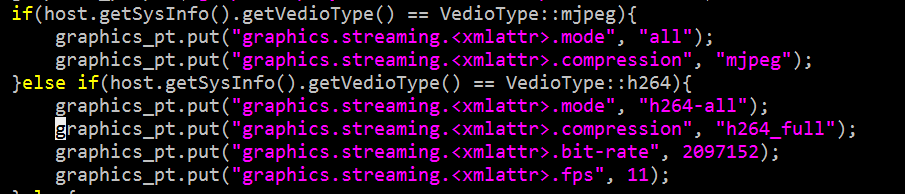 if(host.getSysInfo().getVedioType() == VedioType::mjpeg){
graphics_pt.put("graphics.streaming.<xmlattr>.mode", "all");
graphics_pt.put("graphics.streaming.<xmlattr>.compression", "mjpeg");
}else if(host.getSysInfo().getVedioType() == VedioType::h264){
graphics_pt.put("graphics.streaming.<xmlattr>.mode", "h264-all");
graphics_pt.put("graphics.streaming.<xmlattr>.compression", "h264_full");
graphics_pt.put("graphics.streaming.<xmlattr>.bit-rate", 2097152);
graphics_pt.put("graphics.streaming.<xmlattr>.fps", 11);